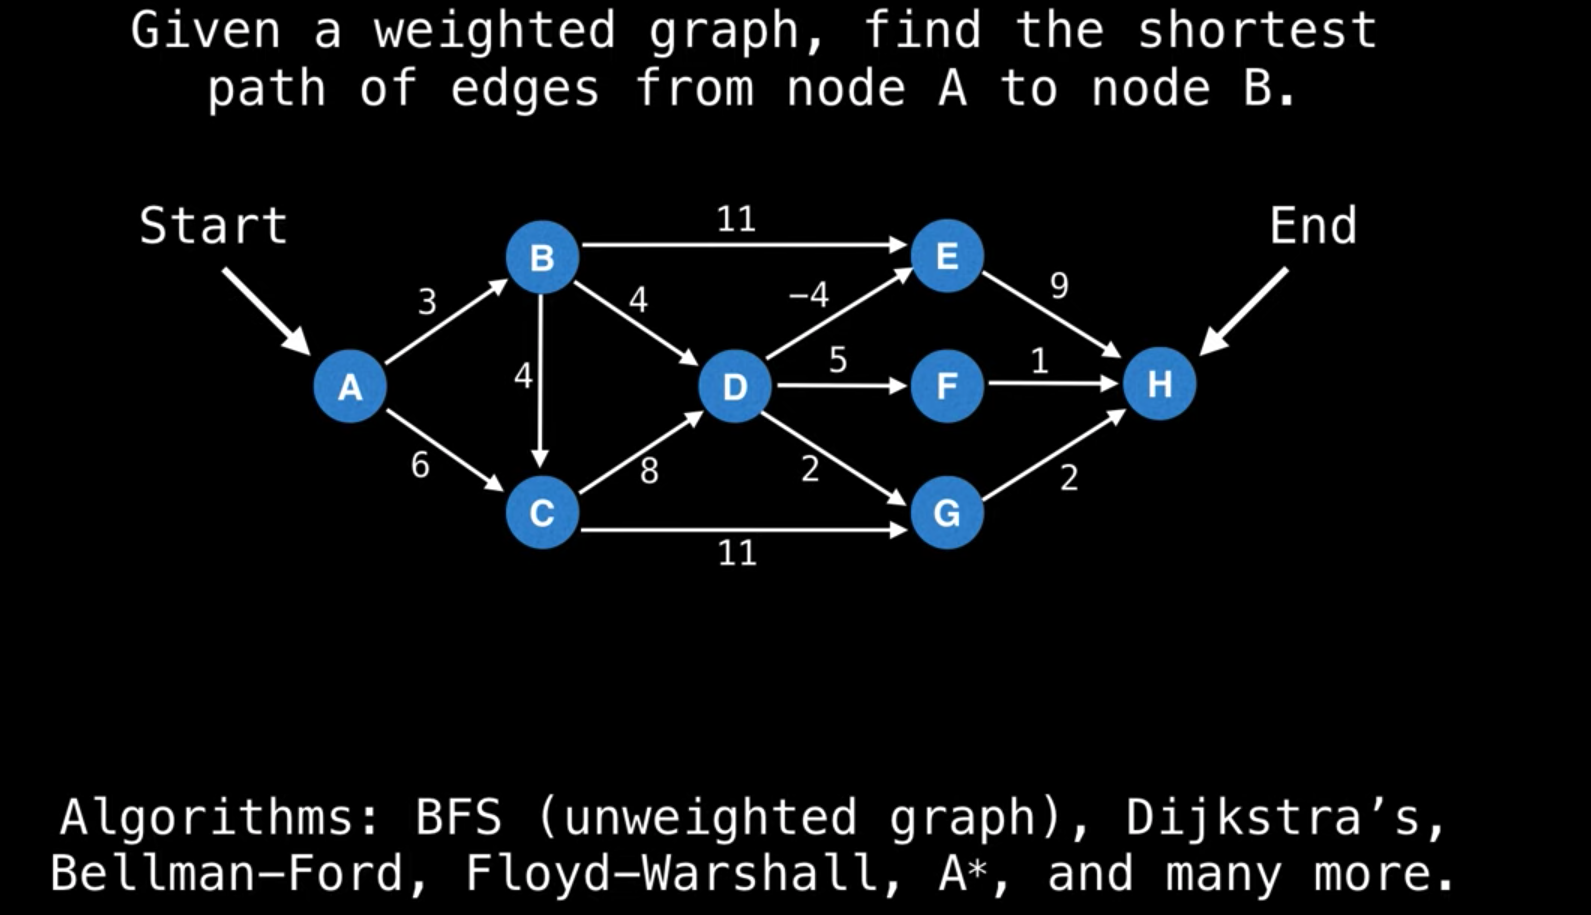 Given a weighted graph, find the shortest
path of edges from node A to node B.
Start
End
11
B
E
3
4
−4
9
4
5
1
A
D
F
H
6
8
2
2
C
G
11
Algorithms: BFS (unweighted graph), Dijkstra’s,
Bellman−Ford, Floyd−Warshall, A*, and many more.